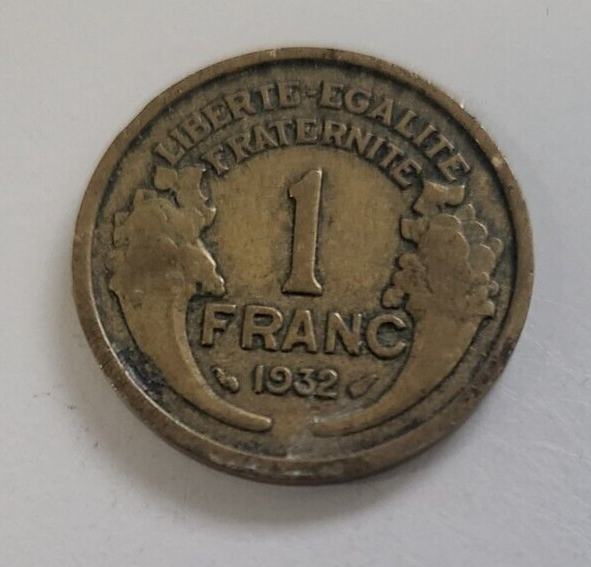 LIBERTE-EGALITE
FRATERNITE
1
FRANC
1932